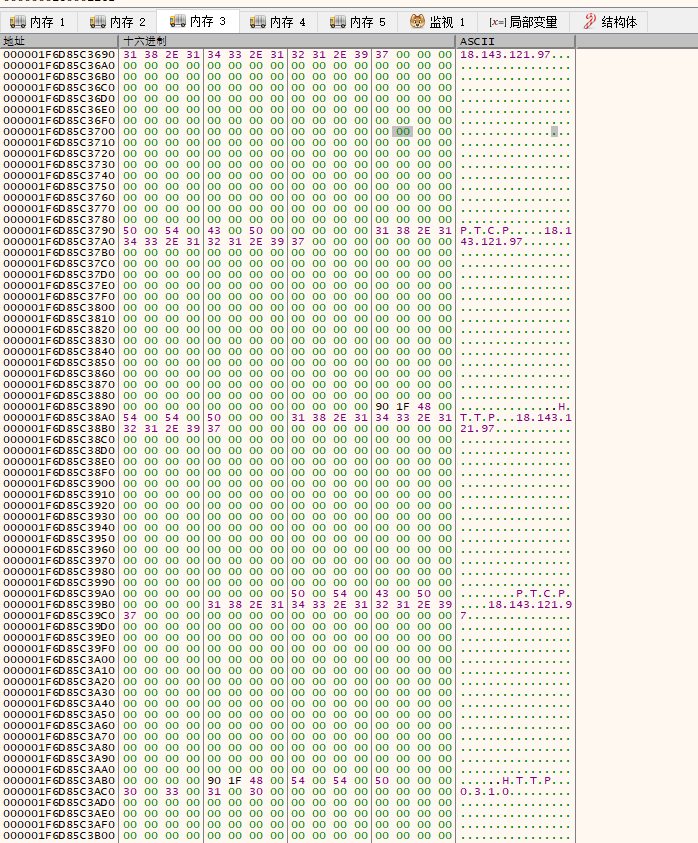 内存 1 内存 2 内存 3 内存 4 内存 5 监视 1 [x=] 局部变量 结构体
地址 十六进制 ASCII
000001F6D85C3690 31 38 2E 31 34 33 2E 31 32 31 2E 39 37 00 00 00 18.143.121.97...
000001F6D85C36A0 00 00 00 00 00 00 00 00 00 00 00 00 00 00 00 00 ................
000001F6D85C36B0 00 00 00 00 00 00 00 00 00 00 00 00 00 00 00 00 ................
000001F6D85C36C0 00 00 00 00 00 00 00 00 00 00 00 00 00 00 00 00 ................
000001F6D85C36D0 00 00 00 00 00 00 00 00 00 00 00 00 00 00 00 00 ................
000001F6D85C36E0 00 00 00 00 00 00 00 00 00 00 00 00 00 00 00 00 ................
000001F6D85C36F0 00 00 00 00 00 00 00 00 00 00 00 00 00 00 00 00 ................
000001F6D85C3700 00 00 00 00 00 00 00 00 00 00 00 00 00 00 00 00 ................
000001F6D85C3710 00 00 00 00 00 00 00 00 00 00 00 00 00 00 00 00 ................
000001F6D85C3720 00 00 00 00 00 00 00 00 00 00 00 00 00 00 00 00 ................
000001F6D85C3730 00 00 00 00 00 00 00 00 00 00 00 00 00 00 00 00 ................
000001F6D85C3740 00 00 00 00 00 00 00 00 00 00 00 00 00 00 00 00 ................
000001F6D85C3750 00 00 00 00 00 00 00 00 00 00 00 00 00 00 00 00 ................
000001F6D85C3760 00 00 00 00 00 00 00 00 00 00 00 00 00 00 00 00 ................
000001F6D85C3770 00 00 00 00 00 00 00 00 00 00 00 00 00 00 00 00 ................
000001F6D85C3780 00 00 00 00 00 00 00 00 00 00 00 00 00 00 00 00 ................
000001F6D85C3790 50 00 54 00 43 00 50 00 00 00 00 00 31 38 2E 31 P.T.C.P.....18.1
000001F6D85C37A0 34 33 2E 31 32 31 2E 39 37 00 00 00 00 00 00 00 43.121.97.......
000001F6D85C37B0 00 00 00 00 00 00 00 00 00 00 00 00 00 00 00 00 ................
000001F6D85C37C0 00 00 00 00 00 00 00 00 00 00 00 00 00 00 00 00 ................
000001F6D85C37D0 00 00 00 00 00 00 00 00 00 00 00 00 00 00 00 00 ................
000001F6D85C37E0 00 00 00 00 00 00 00 00 00 00 00 00 00 00 00 00 ................
000001F6D85C37F0 00 00 00 00 00 00 00 00 00 00 00 00 00 00 00 00 ................
000001F6D85C3800 00 00 00 00 00 00 00 00 00 00 00 00 00 00 00 00 ................
000001F6D85C3810 00 00 00 00 00 00 00 00 00 00 00 00 00 00 00 00 ................
000001F6D85C3820 00 00 00 00 00 00 00 00 00 00 00 00 00 00 00 00 ................
000001F6D85C3830 00 00 00 00 00 00 00 00 00 00 00 00 00 00 00 00 ................
000001F6D85C3840 00 00 00 00 00 00 00 00 00 00 00 00 00 00 00 00 ................
000001F6D85C3850 00 00 00 00 00 00 00 00 00 00 00 00 00 00 00 00 ................
000001F6D85C3860 00 00 00 00 00 00 00 00 00 00 00 00 00 00 00 00 ................
000001F6D85C3870 00 00 00 00 00 00 00 00 00 00 00 00 00 00 00 00 ................
000001F6D85C3880 00 00 00 00 00 00 00 00 00 00 00 00 00 00 00 00 ................
000001F6D85C3890 00 00 00 00 00 00 00 00 00 00 00 00 90 1F 48 00 ..............H.
000001F6D85C38A0 54 00 54 00 50 00 00 00 31 38 2E 31 34 33 2E 31 T.T.P...18.143.1
000001F6D85C38B0 32 31 2E 39 37 00 00 00 00 00 00 00 00 00 00 00 21.97...........
000001F6D85C38C0 00 00 00 00 00 00 00 00 00 00 00 00 00 00 00 00 ................
000001F6D85C38D0 00 00 00 00 00 00 00 00 00 00 00 00 00 00 00 00 ................
000001F6D85C38E0 00 00 00 00 00 00 00 00 00 00 00 00 00 00 00 00 ................
000001F6D85C38F0 00 00 00 00 00 00 00 00 00 00 00 00 00 00 00 00 ................
000001F6D85C3900 00 00 00 00 00 00 00 00 00 00 00 00 00 00 00 00 ................
000001F6D85C3910 00 00 00 00 00 00 00 00 00 00 00 00 00 00 00 00 ................
000001F6D85C3920 00 00 00 00 00 00 00 00 00 00 00 00 00 00 00 00 ................
000001F6D85C3930 00 00 00 00 00 00 00 00 00 00 00 00 00 00 00 00 ................
000001F6D85C3940 00 00 00 00 00 00 00 00 00 00 00 00 00 00 00 00 ................
000001F6D85C3950 00 00 00 00 00 00 00 00 00 00 00 00 00 00 00 00 ................
000001F6D85C3960 00 00 00 00 00 00 00 00 00 00 00 00 00 00 00 00 ................
000001F6D85C3970 00 00 00 00 00 00 00 00 00 00 00 00 00 00 00 00 ................
000001F6D85C3980 00 00 00 00 00 00 00 00 00 00 00 00 00 00 00 00 ................
000001F6D85C3990 00 00 00 00 00 00 00 00 00 00 00 00 00 00 00 00 ................
000001F6D85C39A0 00 00 00 00 00 00 00 00 50 00 54 00 43 00 50 00 ........P.T.C.P.
000001F6D85C39B0 00 00 00 00 31 38 2E 31 34 33 2E 31 32 31 2E 39 ....18.143.121.9
000001F6D85C39C0 37 00 00 00 00 00 00 00 00 00 00 00 00 00 00 00 7...............
000001F6D85C39D0 00 00 00 00 00 00 00 00 00 00 00 00 00 00 00 00 ................
000001F6D85C39E0 00 00 00 00 00 00 00 00 00 00 00 00 00 00 00 00 ................
000001F6D85C39F0 00 00 00 00 00 00 00 00 00 00 00 00 00 00 00 00 ................
000001F6D85C3A00 00 00 00 00 00 00 00 00 00 00 00 00 00 00 00 00 ................
000001F6D85C3A10 00 00 00 00 00 00 00 00 00 00 00 00 00 00 00 00 ................
000001F6D85C3A20 00 00 00 00 00 00 00 00 00 00 00 00 00 00 00 00 ................
000001F6D85C3A30 00 00 00 00 00 00 00 00 00 00 00 00 00 00 00 00 ................
000001F6D85C3A40 00 00 00 00 00 00 00 00 00 00 00 00 00 00 00 00 ................
000001F6D85C3A50 00 00 00 00 00 00 00 00 00 00 00 00 00 00 00 00 ................
000001F6D85C3A60 00 00 00 00 00 00 00 00 00 00 00 00 00 00 00 00 ................
000001F6D85C3A70 00 00 00 00 00 00 00 00 00 00 00 00 00 00 00 00 ................
000001F6D85C3A80 00 00 00 00 00 00 00 00 00 00 00 00 00 00 00 00 ................
000001F6D85C3A90 00 00 00 00 00 00 00 00 00 00 00 00 00 00 00 00 ................
000001F6D85C3AA0 00 00 00 00 00 00 00 00 00 00 00 00 00 00 00 00 ................
000001F6D85C3AB0 00 00 00 00 90 1F 48 00 54 00 54 00 50 00 00 00 ......H.T.T.P...
000001F6D85C3AC0 30 00 33 00 31 00 30 00 00 00 00 00 00 00 00 00 0.3.1.0.........
000001F6D85C3AD0 00 00 00 00 00 00 00 00 00 00 00 00 00 00 00 00 ................
000001F6D85C3AE0 00 00 00 00 00 00 00 00 00 00 00 00 00 00 00 00 ................
000001F6D85C3AF0 00 00 00 00 00 00 00 00 00 00 00 00 00 00 00 00 ................
000001F6D85C3B00 00 00 00 00 00 00 00 00 00 00 00 00 00 00 00 00 ................